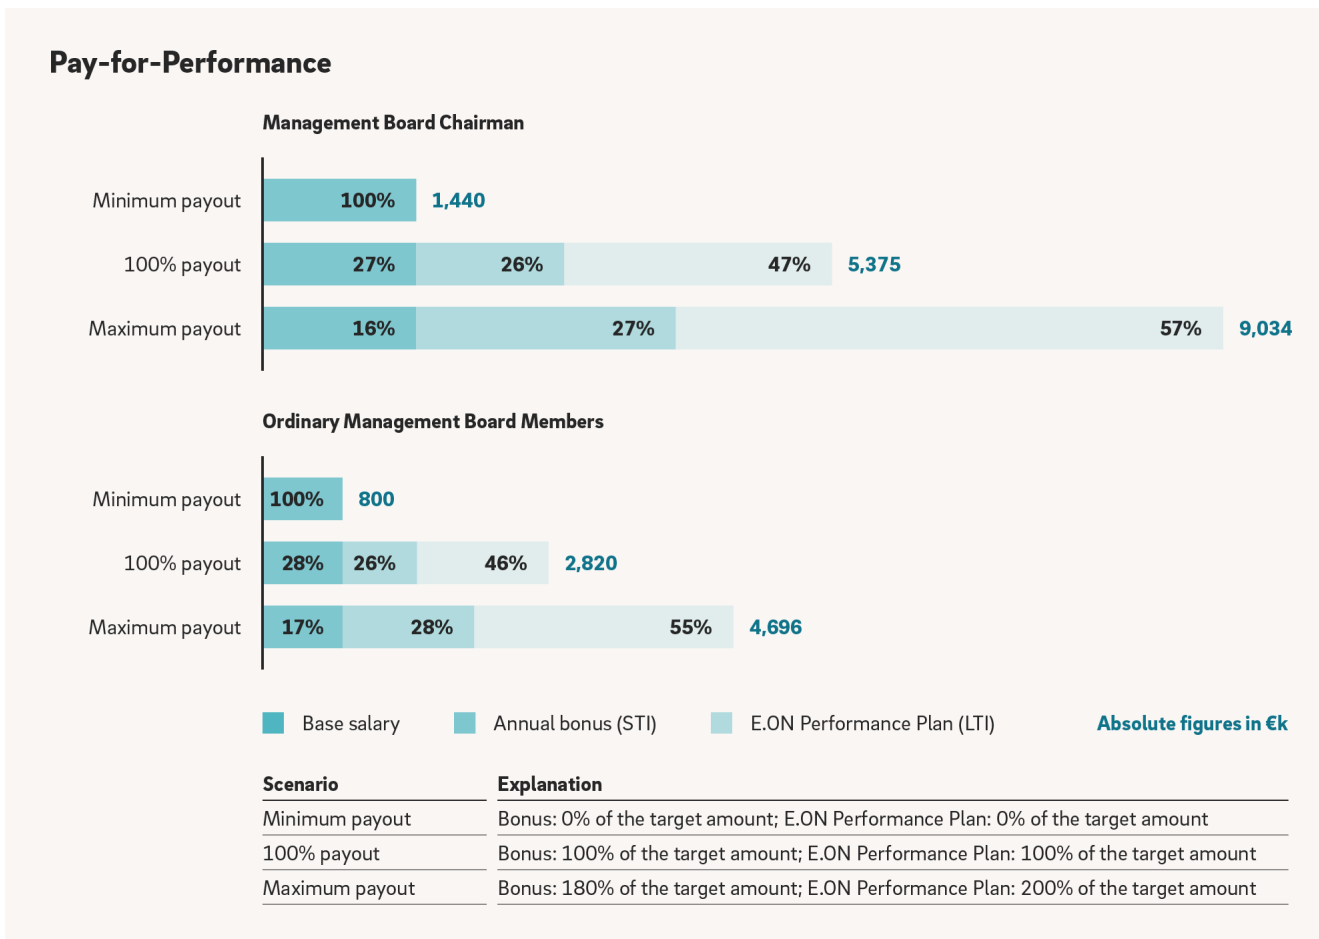 Pay-for-Performance
Management Board Chairman
Minimum payout 100% 1,440
100% payout 27% 26% 47% 5,375
Maximum payout 16% 27% 57% 9,034
Ordinary Management Board Members
Minimum payout 100% 800
100% payout 28% 26% 46% 2,820
Maximum payout 17% 28% 55% 4,696
Base salary Annual bonus (STI) E.ON Performance Plan (LTI) Absolute figures in €k
Scenario Explanation
Minimum payout Bonus: 0% of the target amount; E.ON Performance Plan: 0% of the target amount
100% payout Bonus: 100% of the target amount; E.ON Performance Plan: 100% of the target amount
Maximum payout Bonus: 180% of the target amount; E.ON Performance Plan: 200% of the target amount